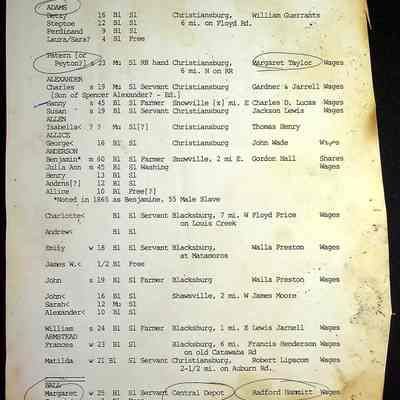 ADAMS
Betsy 16 Bl Sl Christiansburg, William Guerrants
Steptoe 12 Bl Sl 6 mi. on Floyd Rd.
Ferdinand 9 Bl Sl
Laura/Sara? 4 Bl Free
Pattern [or
Peyton?] s 23 Mu Sl RR hand Christiansburg, Margaret Taylor Wages
6 mi. N on RR
ALEXANDER
Charles s 19 Mu Sl Servant Christiansburg Gardner & Jarrell Wages
[Son of Spencer Alexander? - Ed.]
s 45 Bl Sl Farmer Snowville [x] mi. E Charles D. Lucas Wages
Susan s 19 Bl Sl Servant Christiansburg Jackson Lewis Wages
ALLEN
Isabella< ? ? Mu Sl[?] Christiansburg Thomas Henry
ALLICE
George< 16 Bl Sl Christiansburg John Wade Wages
ANDERSON
Benjamin* m 60 Bl Sl Farmer Snowville, 2 mi E. Gordon Hall Shares
Julia Ann m 45 Bl Sl Washing Wages
Henry 13 Bl Sl
Andrns[?] 12 Bl Sl
Allice 10 Bl Free[?]
*Noted in 1865 as Benjamine, 55 Male Slave
Charlotte< Bl Sl Servant Blacksburg, 7 mi. W Floyd Price Wages
on Louis Creek
Andrew< Bl Sl
Emily w 18 Bl Sl Servant Blacksburg, Walla Preston Wages
at Matamoros
James W.< 1/2 Bl Free
John s 19 Bl Sl Farmer Blacksburg Walla Preston Wages
John< 16 Bl Sl Shawsville, 2 mi. W James Moore
Sarah< 12 Mu Sl
Alexander< 10 Bl Sl
William s 24 Bl Sl Farmer Blacksburg, 1 mi. E Lewis Jarnell Wages
ARMSTEAD
Frances w 23 Bl Sl Servant Blacksburg, 6 mi. Francis Henderson Wages
on old Catawaba Rd
Matilda w 21 Bl Sl Servant Christiansburg, Robert Lipscom Wages
2-1/2 mi. on Auburn Rd.
BALL
Margaret w 25 Bl Sl Servant Central Depot Radford Hammitt Wages